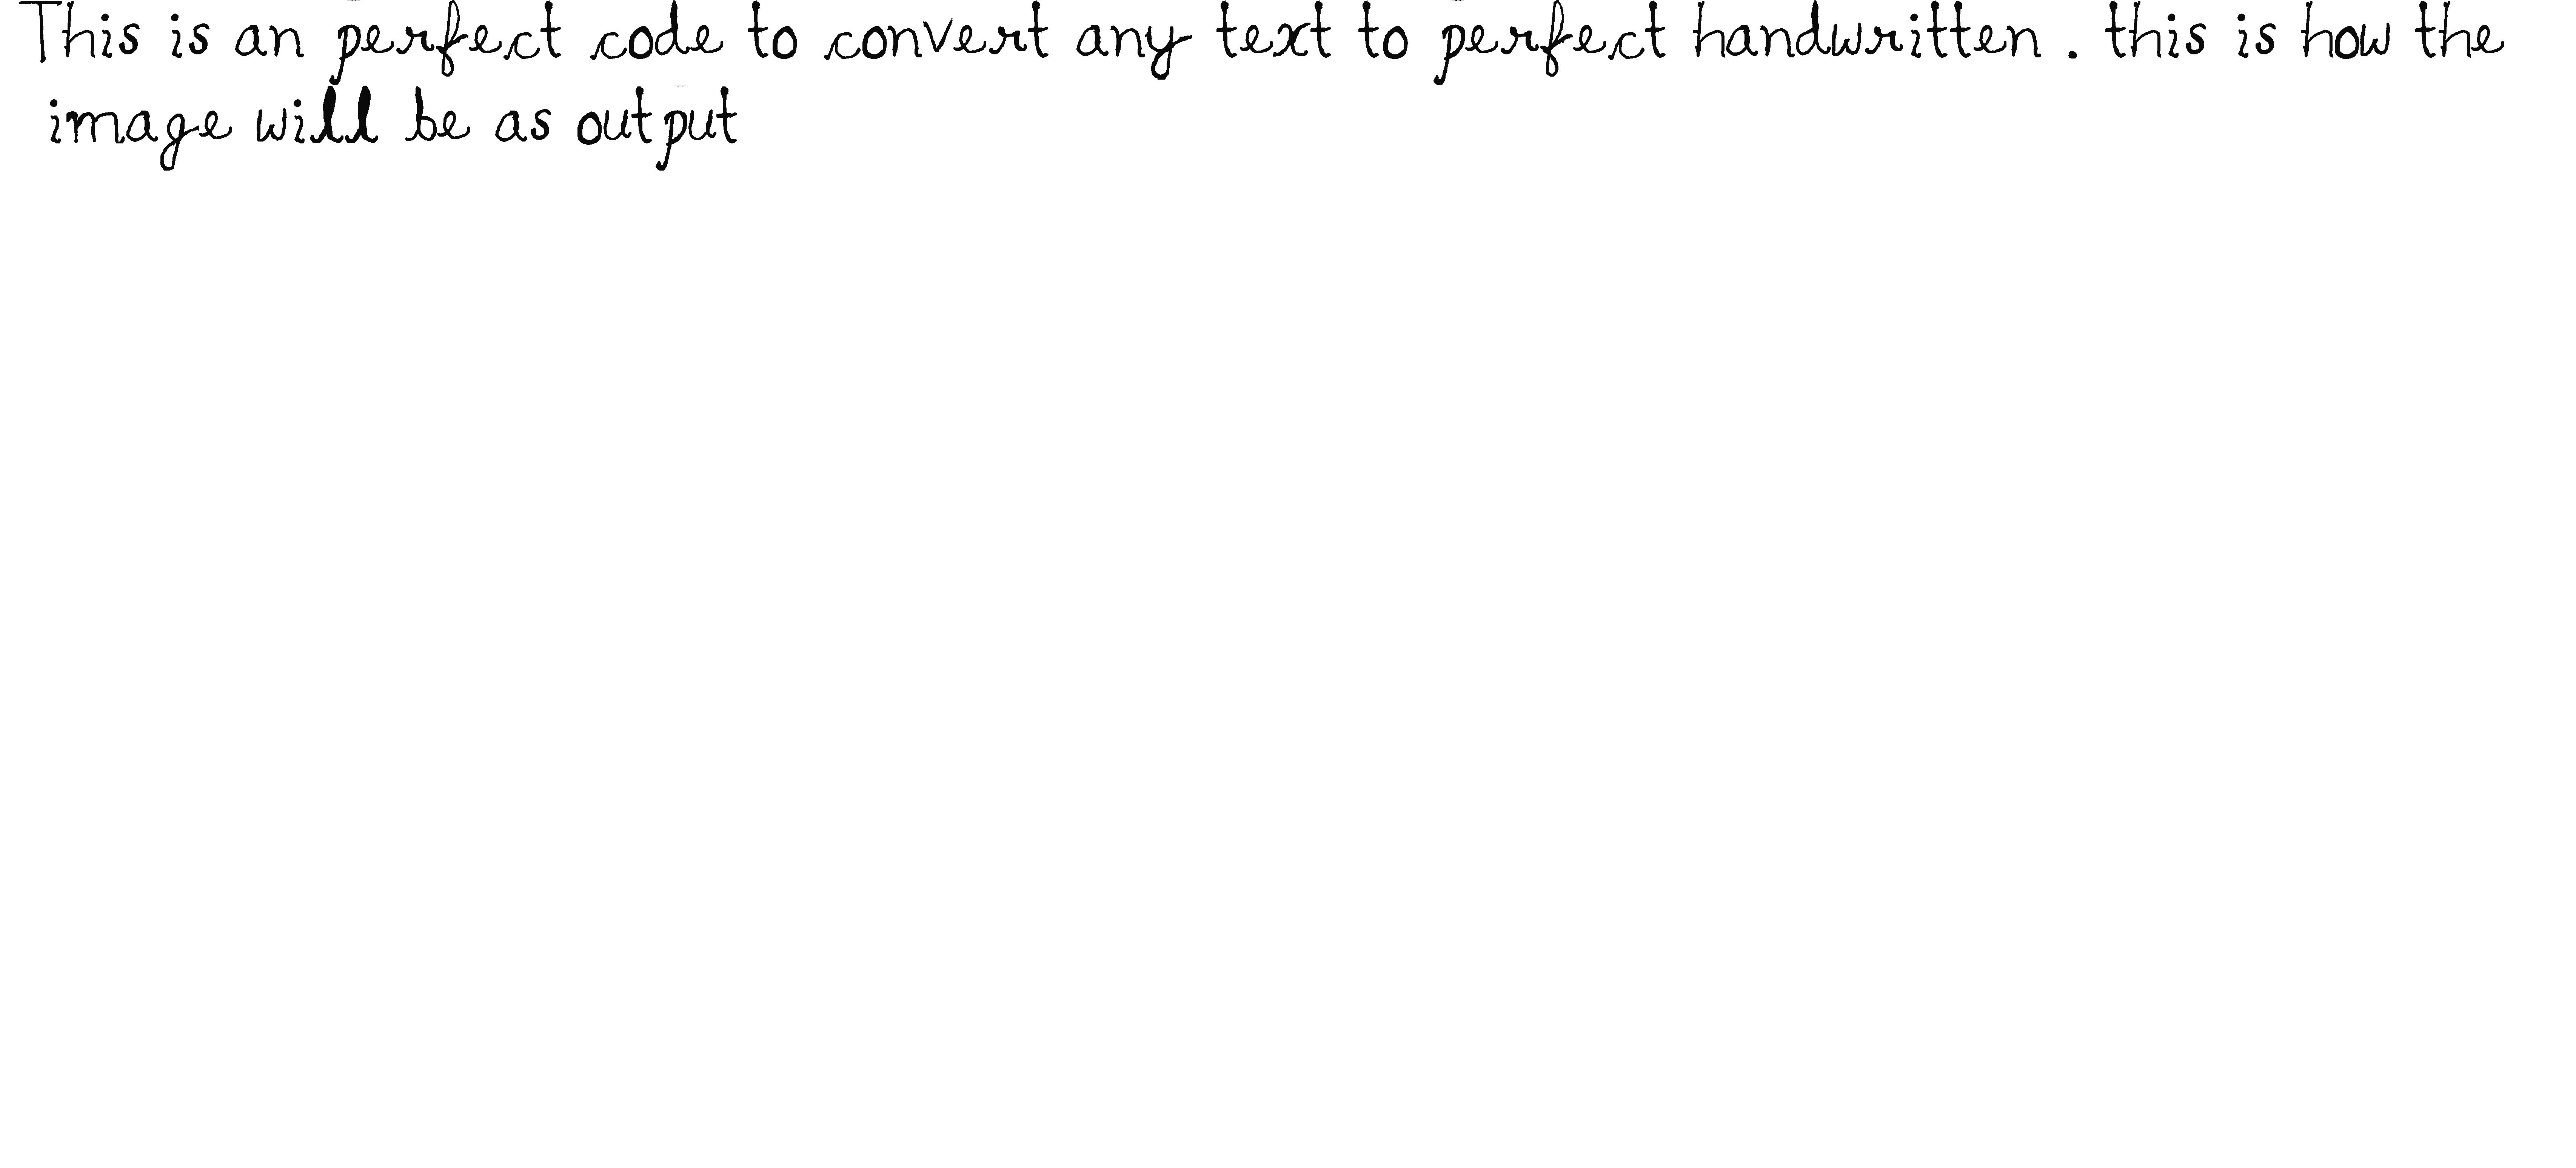 This is an perfect code to convert any text to perfect handwritten . this is how the
image will be as output